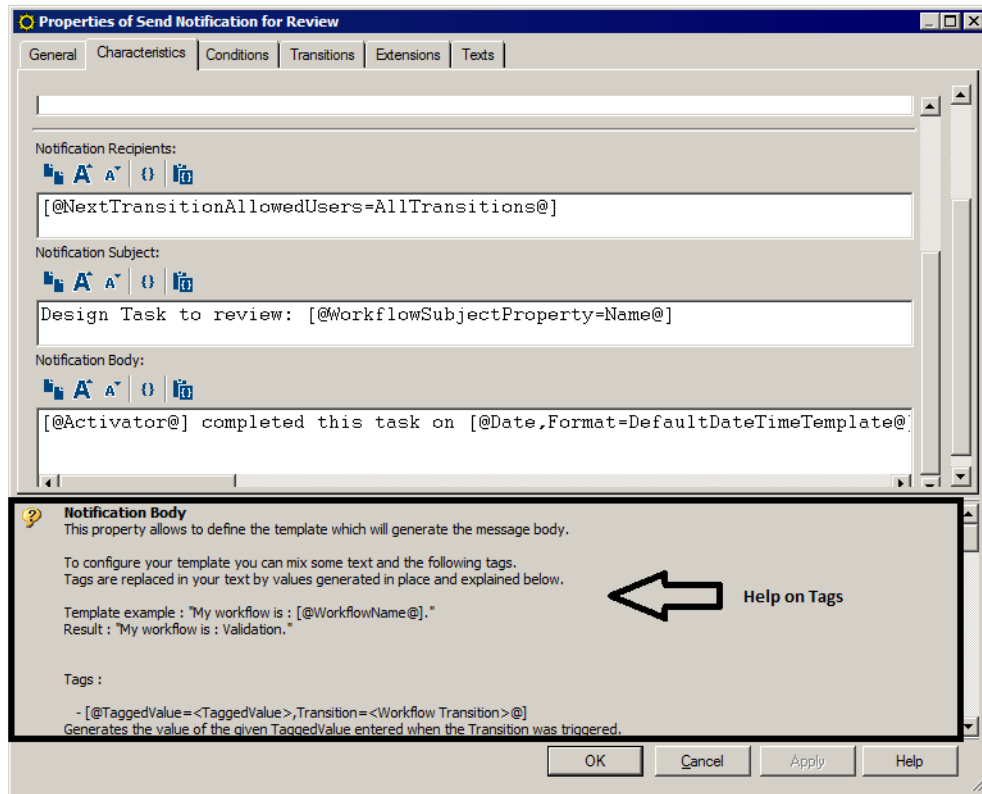 Properties of Send Notification for Review
General Characteristics Conditions Transitions Extensions Texts
Notification Recipients:
[@NextTransitionAllowedUsers=AllTransitions@]
Notification Subject:
Design Task to review: [@WorkflowSubjectProperty=Name@]
Notification Body:
[@Activator@] completed this task on [@Date,Format=DefaultDateTimeTemplate@]
Notification Body
This property allows to define the template which will generate the message body.
To configure your template you can mix some text and the following tags.
Tags are replaced in your text by values generated in place and explained below.
Help on Tags
Template example : "My workflow is : [@WorkflowName@]."
Result : "My workflow is : Validation."
Tags :
- [@TaggedValue=<TaggedValue>,Transition=<Workflow Transition>@]
Generates the value of the given TaggedValue entered when the Transition was triggered.
OK Cancel Apply Help